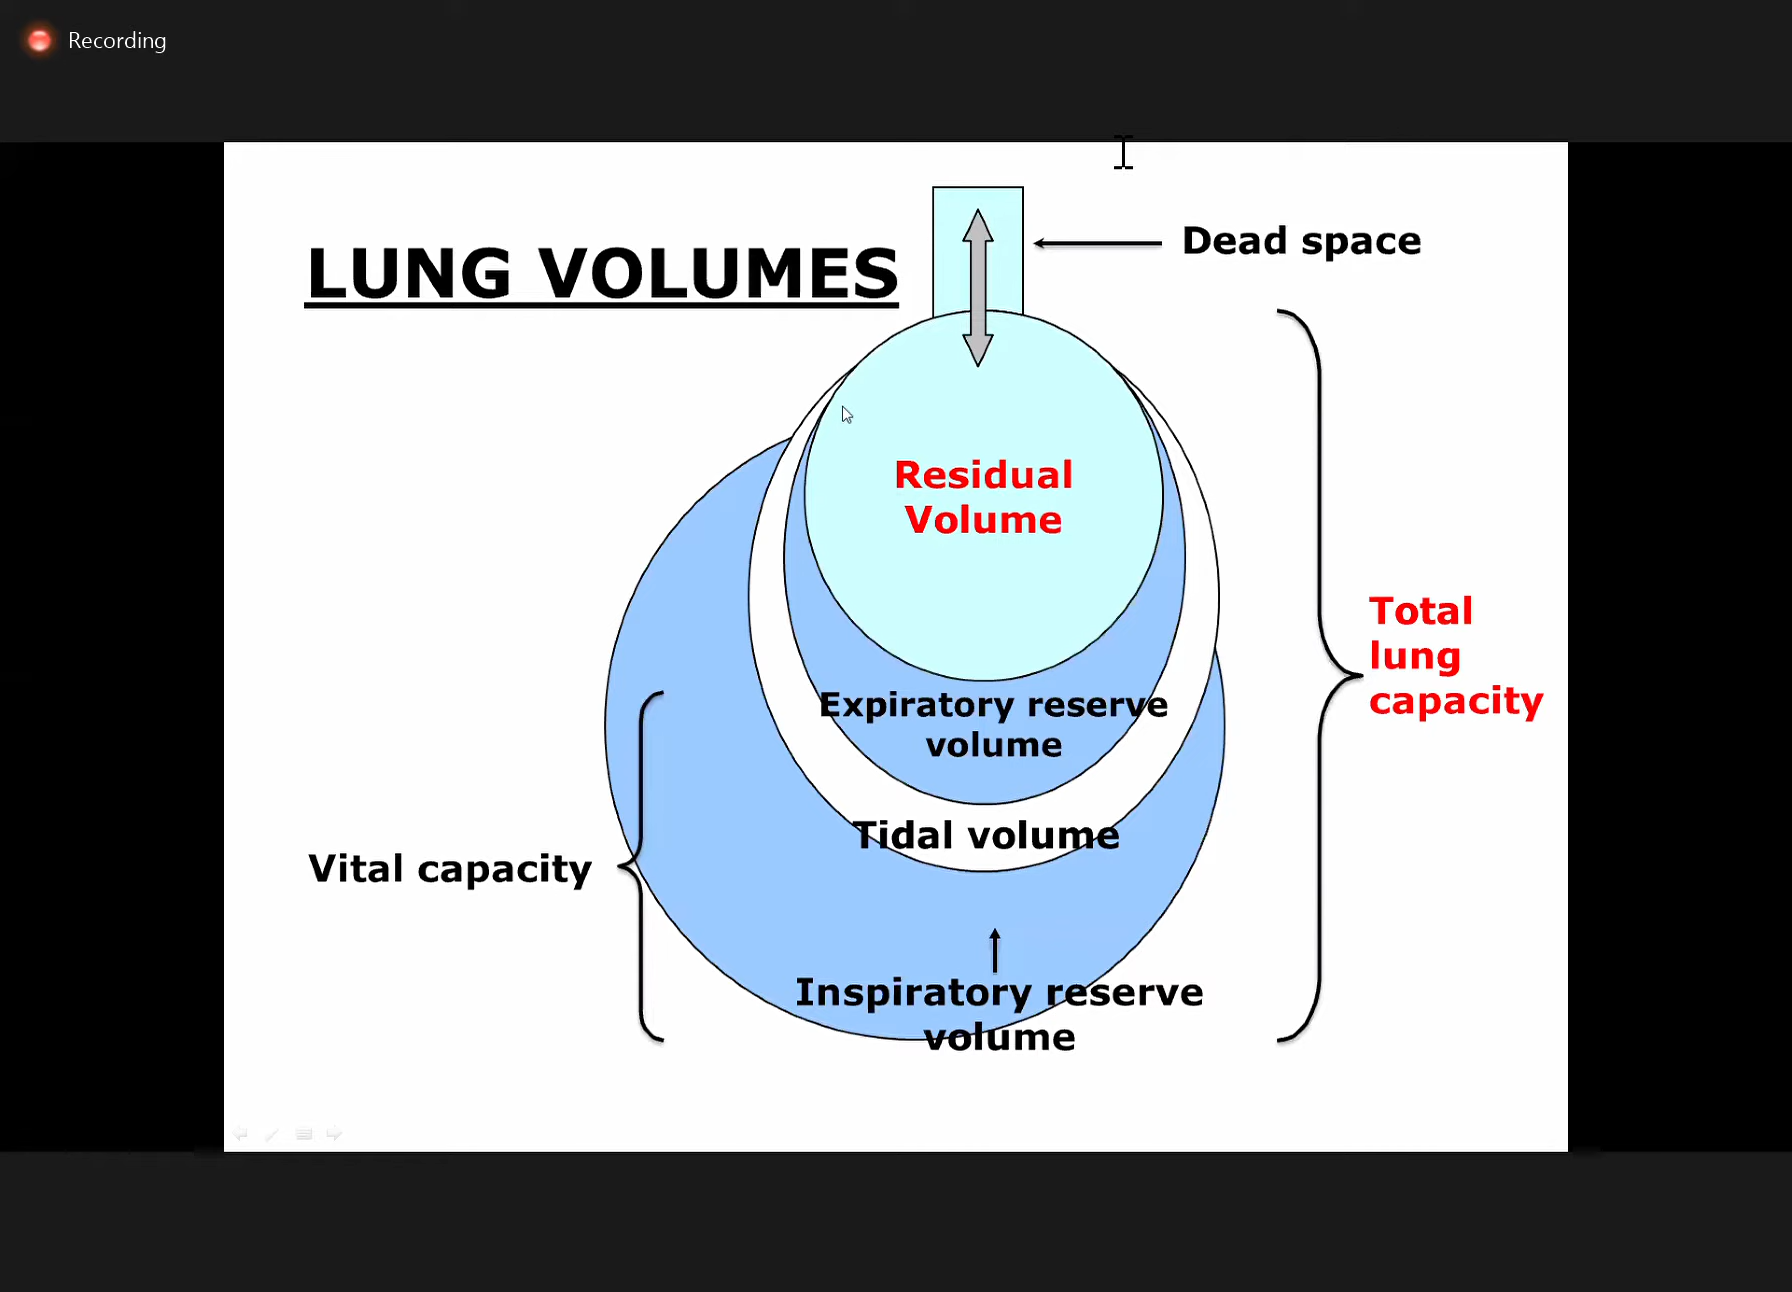 Recording
LUNG VOLUMES
Dead space
Residual
Volume
Total
lung
capacity
Expiratory reserve
volume
Tidal volume
Vital capacity
Inspiratory reserve
volume